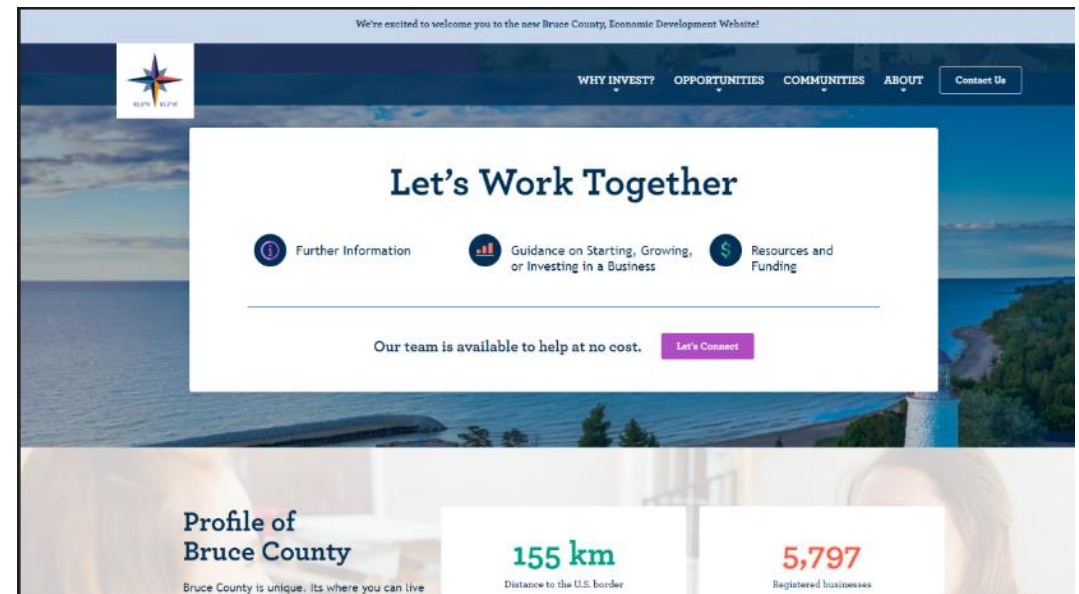 We're excited to welcome you to the new Bruce County, Economic Development Website!
WHY INVEST? OPPORTUNITIES COMMUNITIES ABOUT Contact Us
Let's Work Together
Further Information
Guidance on Starting, Growing,
or Investing in a Business
Resources and
Funding
Our team is available to help at no cost. Let's Connect
Profile of
Bruce County
Bruce County is unique. Its where you can live
155 km
Distance to the U.S. border
5,797
Registered businesses